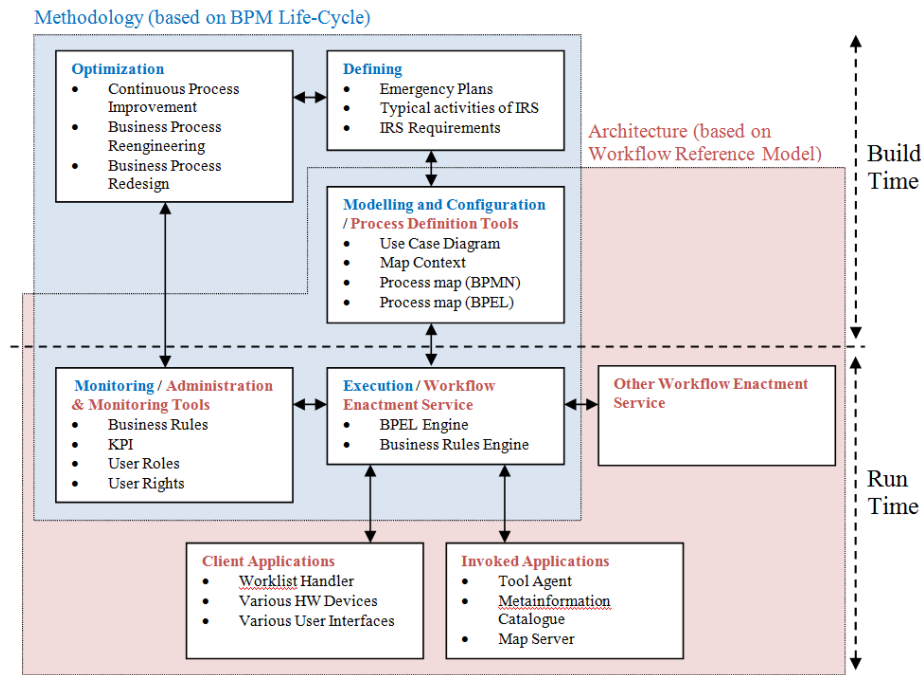 Methodology (based on BPM Life-Cycle)
Optimization
• Continuous Process
Improvement
• Business Process
Reengineering
• Business Process
Redesign
Defining
• Emergency Plans
• Typical activities of IRS
• IRS Requirements
Architecture (based on
Workflow Reference Model)
Build
Time
Modelling and Configuration
/ Process Definition Tools
• Use Case Diagram
• Map Context
• Process map (BPMN)
• Process map (BPEL)
Monitoring / Administration
& Monitoring Tools
• Business Rules
• KPI
• User Roles
• User Rights
Execution / Workflow
Enactment Service
• BPEL Engine
• Business Rules Engine
Other Workflow Enactment
Service
Run
Time
Client Applications
• Worklist Handler
• Various HW Devices
• Various User Interfaces
Invoked Applications
• Tool Agent
• Metainformation
Catalogue
• Map Server